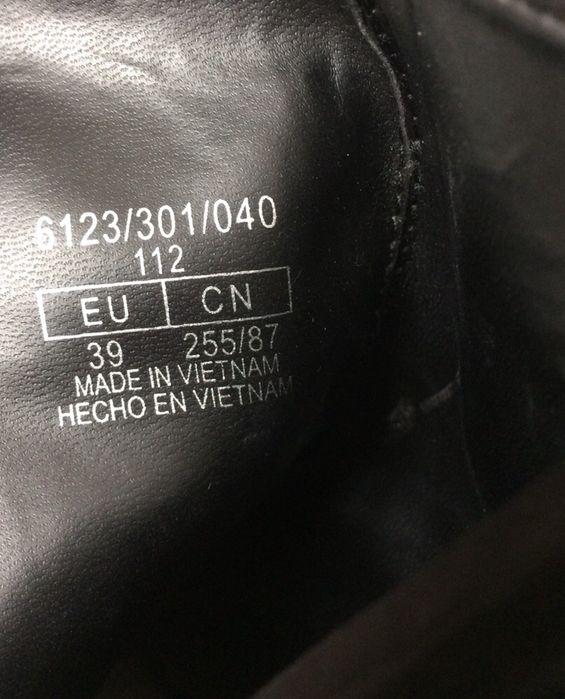 6123/301/040
112
EU CN
39 255/87
MADE IN VIETNAM
HECHO EN VIETNAM